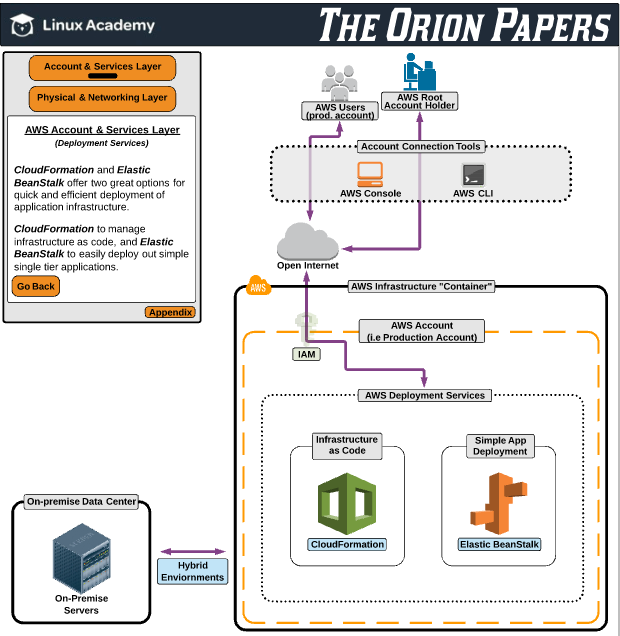 Linux Academy
THE ORION PAPERS
Account & Services Layer
Physical & Networking Layer
AWS Account & Services Layer
(Deployment Services)
CloudFormation and Elastic
BeanStalk offer two great options for
quick and efficient deployment of
application infrastructure.
CloudFormation to manage
infrastructure as code, and Elastic
BeanStalk to easily deploy out simple
single tier applications.
Go Back
Appendix
AWS Users
(prod. account)
AWS Root
Account Holder
Account Connection Tools
AWS Console
AWS CLI
Open Internet
AWS
AWS Infrastructure "Container"
AWS Account
(i.e Production Account)
IAM
AWS Deployment Services
Infrastructure
as Code
CloudFormation
Simple App
Deployment
Elastic BeanStalk
On-premise Data Center
On-Premise
Servers
Hybrid
Enviornments